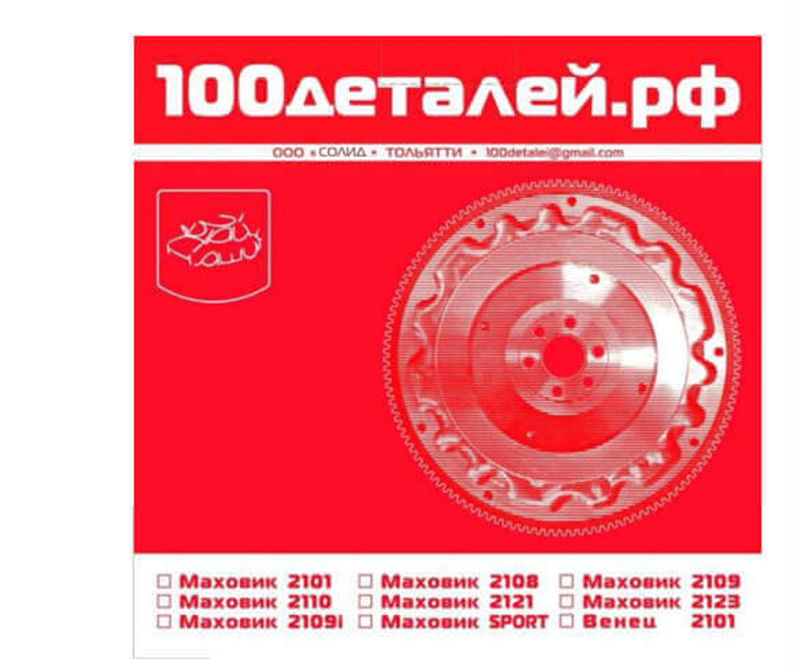 100деталей.рф
ООО «СОЛИД • ТОЛЬЯТТИ • 100detalei@gmail.com
Маховик 2101
Маховик 2108
Маховик 2109
Маховик 2110
Маховик 2121
Маховик 2123
Маховик 2109i
Маховик SPORT
Венец 2101